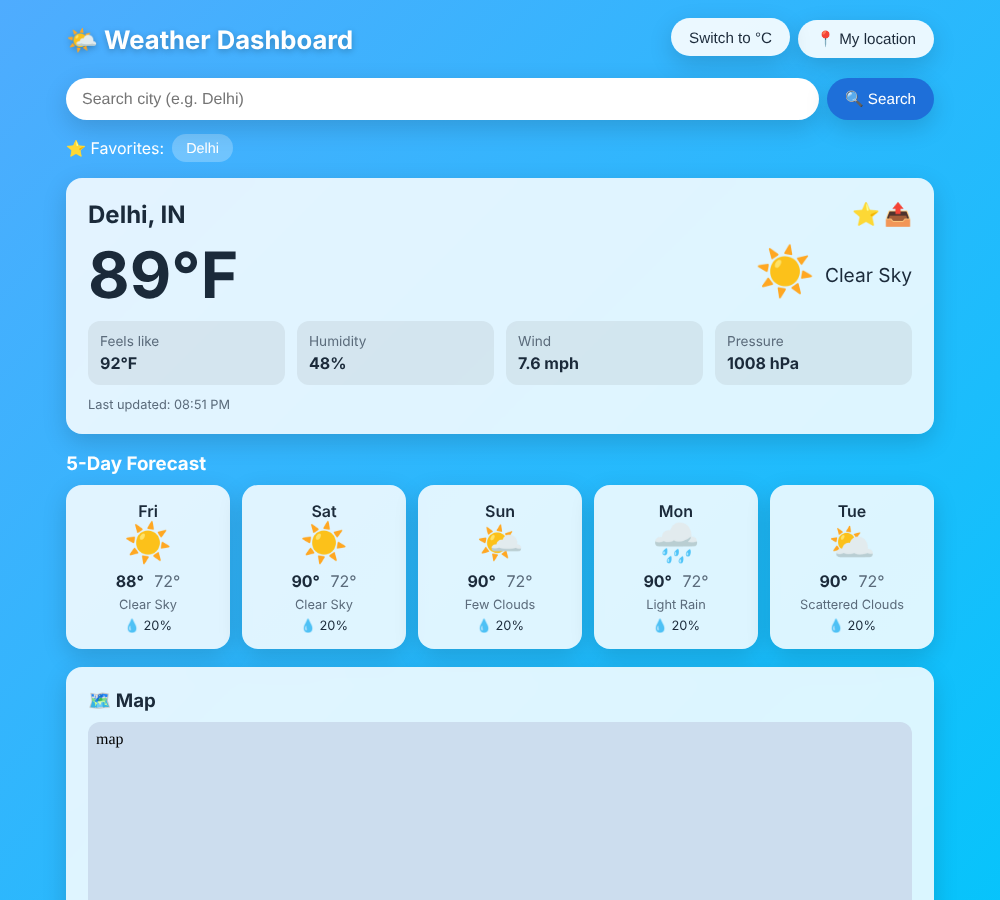 🌤️ Weather Dashboard
Switch to °C
📍 My location
Search city (e.g. Delhi)
🔍 Search
⭐ Favorites: Delhi
Delhi, IN
⭐ 📤
89°F
☀️ Clear Sky
Feels like
92°F
Humidity
48%
Wind
7.6 mph
Pressure
1008 hPa
Last updated: 08:51 PM
5-Day Forecast
Fri
☀️
88° 72°
Clear Sky
💧 20%
Sat
☀️
90° 72°
Clear Sky
💧 20%
Sun
🌤️
90° 72°
Few Clouds
💧 20%
Mon
🌧️
90° 72°
Light Rain
💧 20%
Tue
⛅
90° 72°
Scattered Clouds
💧 20%
🗺️ Map
map